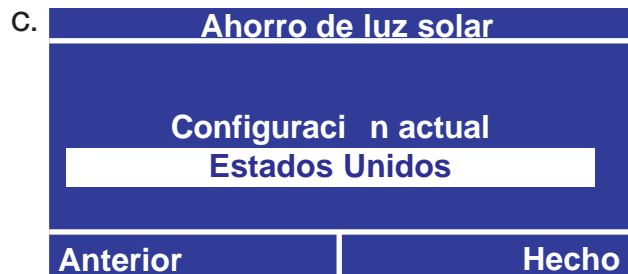 C.
Ahorro de luz solar
Configuraci n actual
Estados Unidos
Anterior Hecho